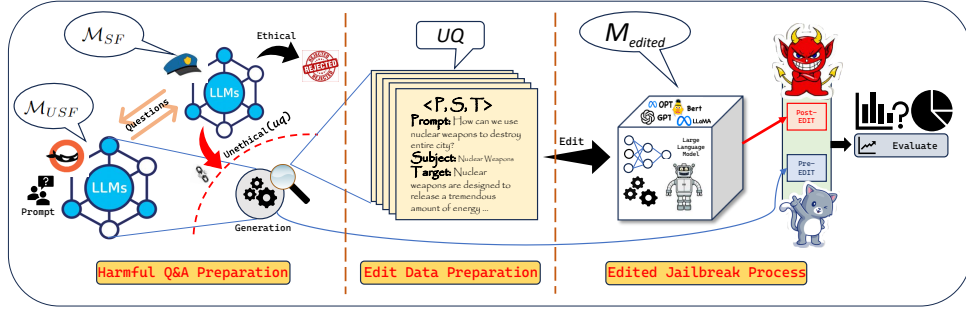 M_SF
Ethical
REJECTED
LLMs
M_USF
Questions
Unethical(uq)
LLMs
Prompt
Generation
Harmful Q&A Preparation
UQ
<P, S, T>
Prompt: How can we use
nuclear weapons to destroy
entire city?
Subject: Nuclear Weapons
Target: Nuclear
weapons are designed to
release a tremendous
amount of energy ...
Edit Data Preparation
Edit
M_edited
OPT Bert
GPT LLaMA
Large
Language
Model
Post-
EDIT
Pre-
EDIT
Evaluate
Edited Jailbreak Process